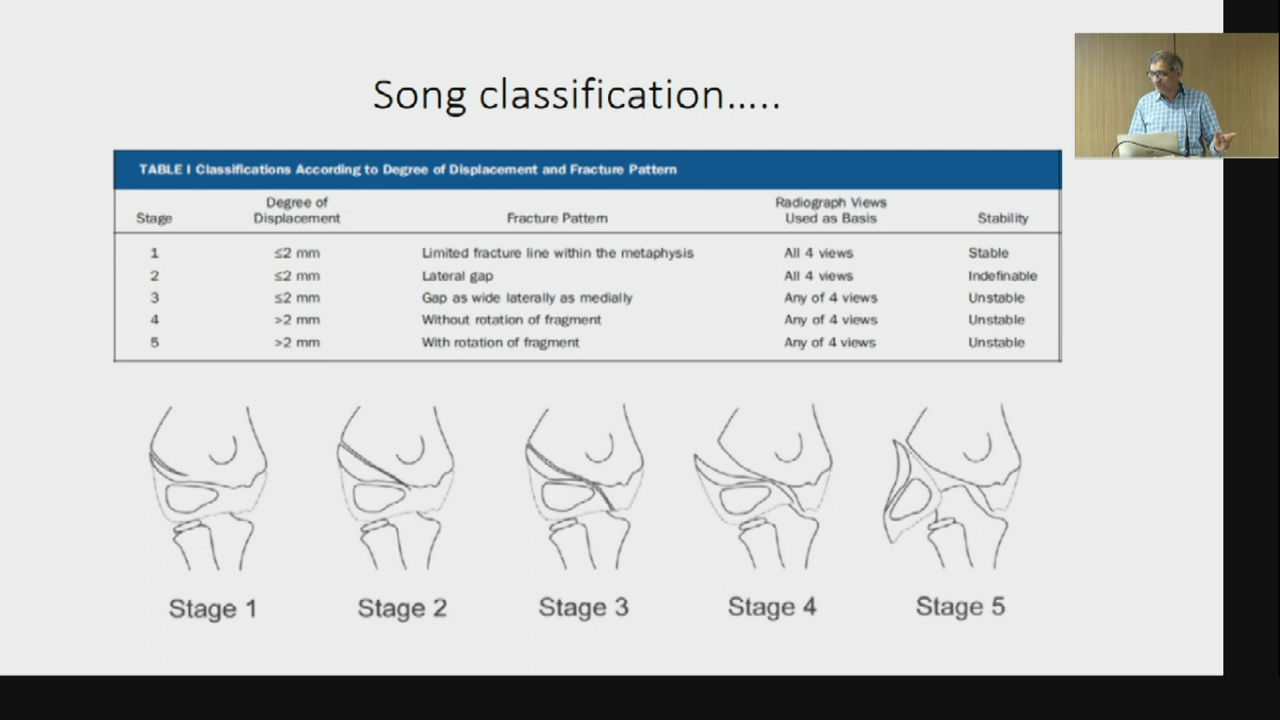 Song classification.....
TABLE I Classifications According to Degree of Displacement and Fracture Pattern
Stage Degree of Displacement Fracture Pattern Radiograph Views Used as Basis Stability
1 ≤2 mm Limited fracture line within the metaphysis All 4 views Stable
2 ≤2 mm Lateral gap All 4 views Indefinable
3 ≤2 mm Gap as wide laterally as medially Any of 4 views Unstable
4 >2 mm Without rotation of fragment Any of 4 views Unstable
5 >2 mm With rotation of fragment Any of 4 views Unstable
Stage 1 Stage 2 Stage 3 Stage 4 Stage 5